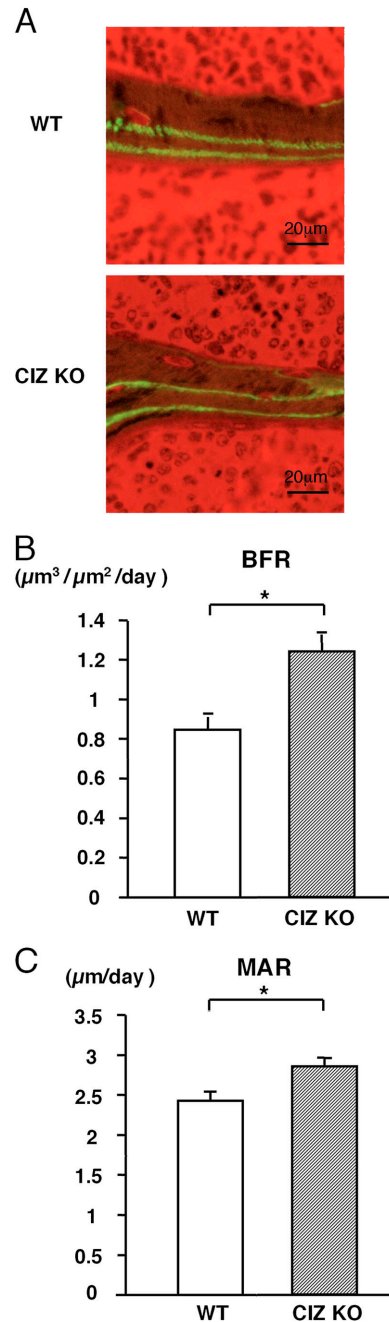 A
WT
20μm
CIZ KO
20μm
B
(μm³/μm²/day )
BFR
*
1.4
1.2
1
0.8
0.6
0.4
0.2
0
WT
CIZ KO
C
(μm/day )
MAR
*
3.5
3
2.5
2
1.5
1
0.5
0
WT
CIZ KO